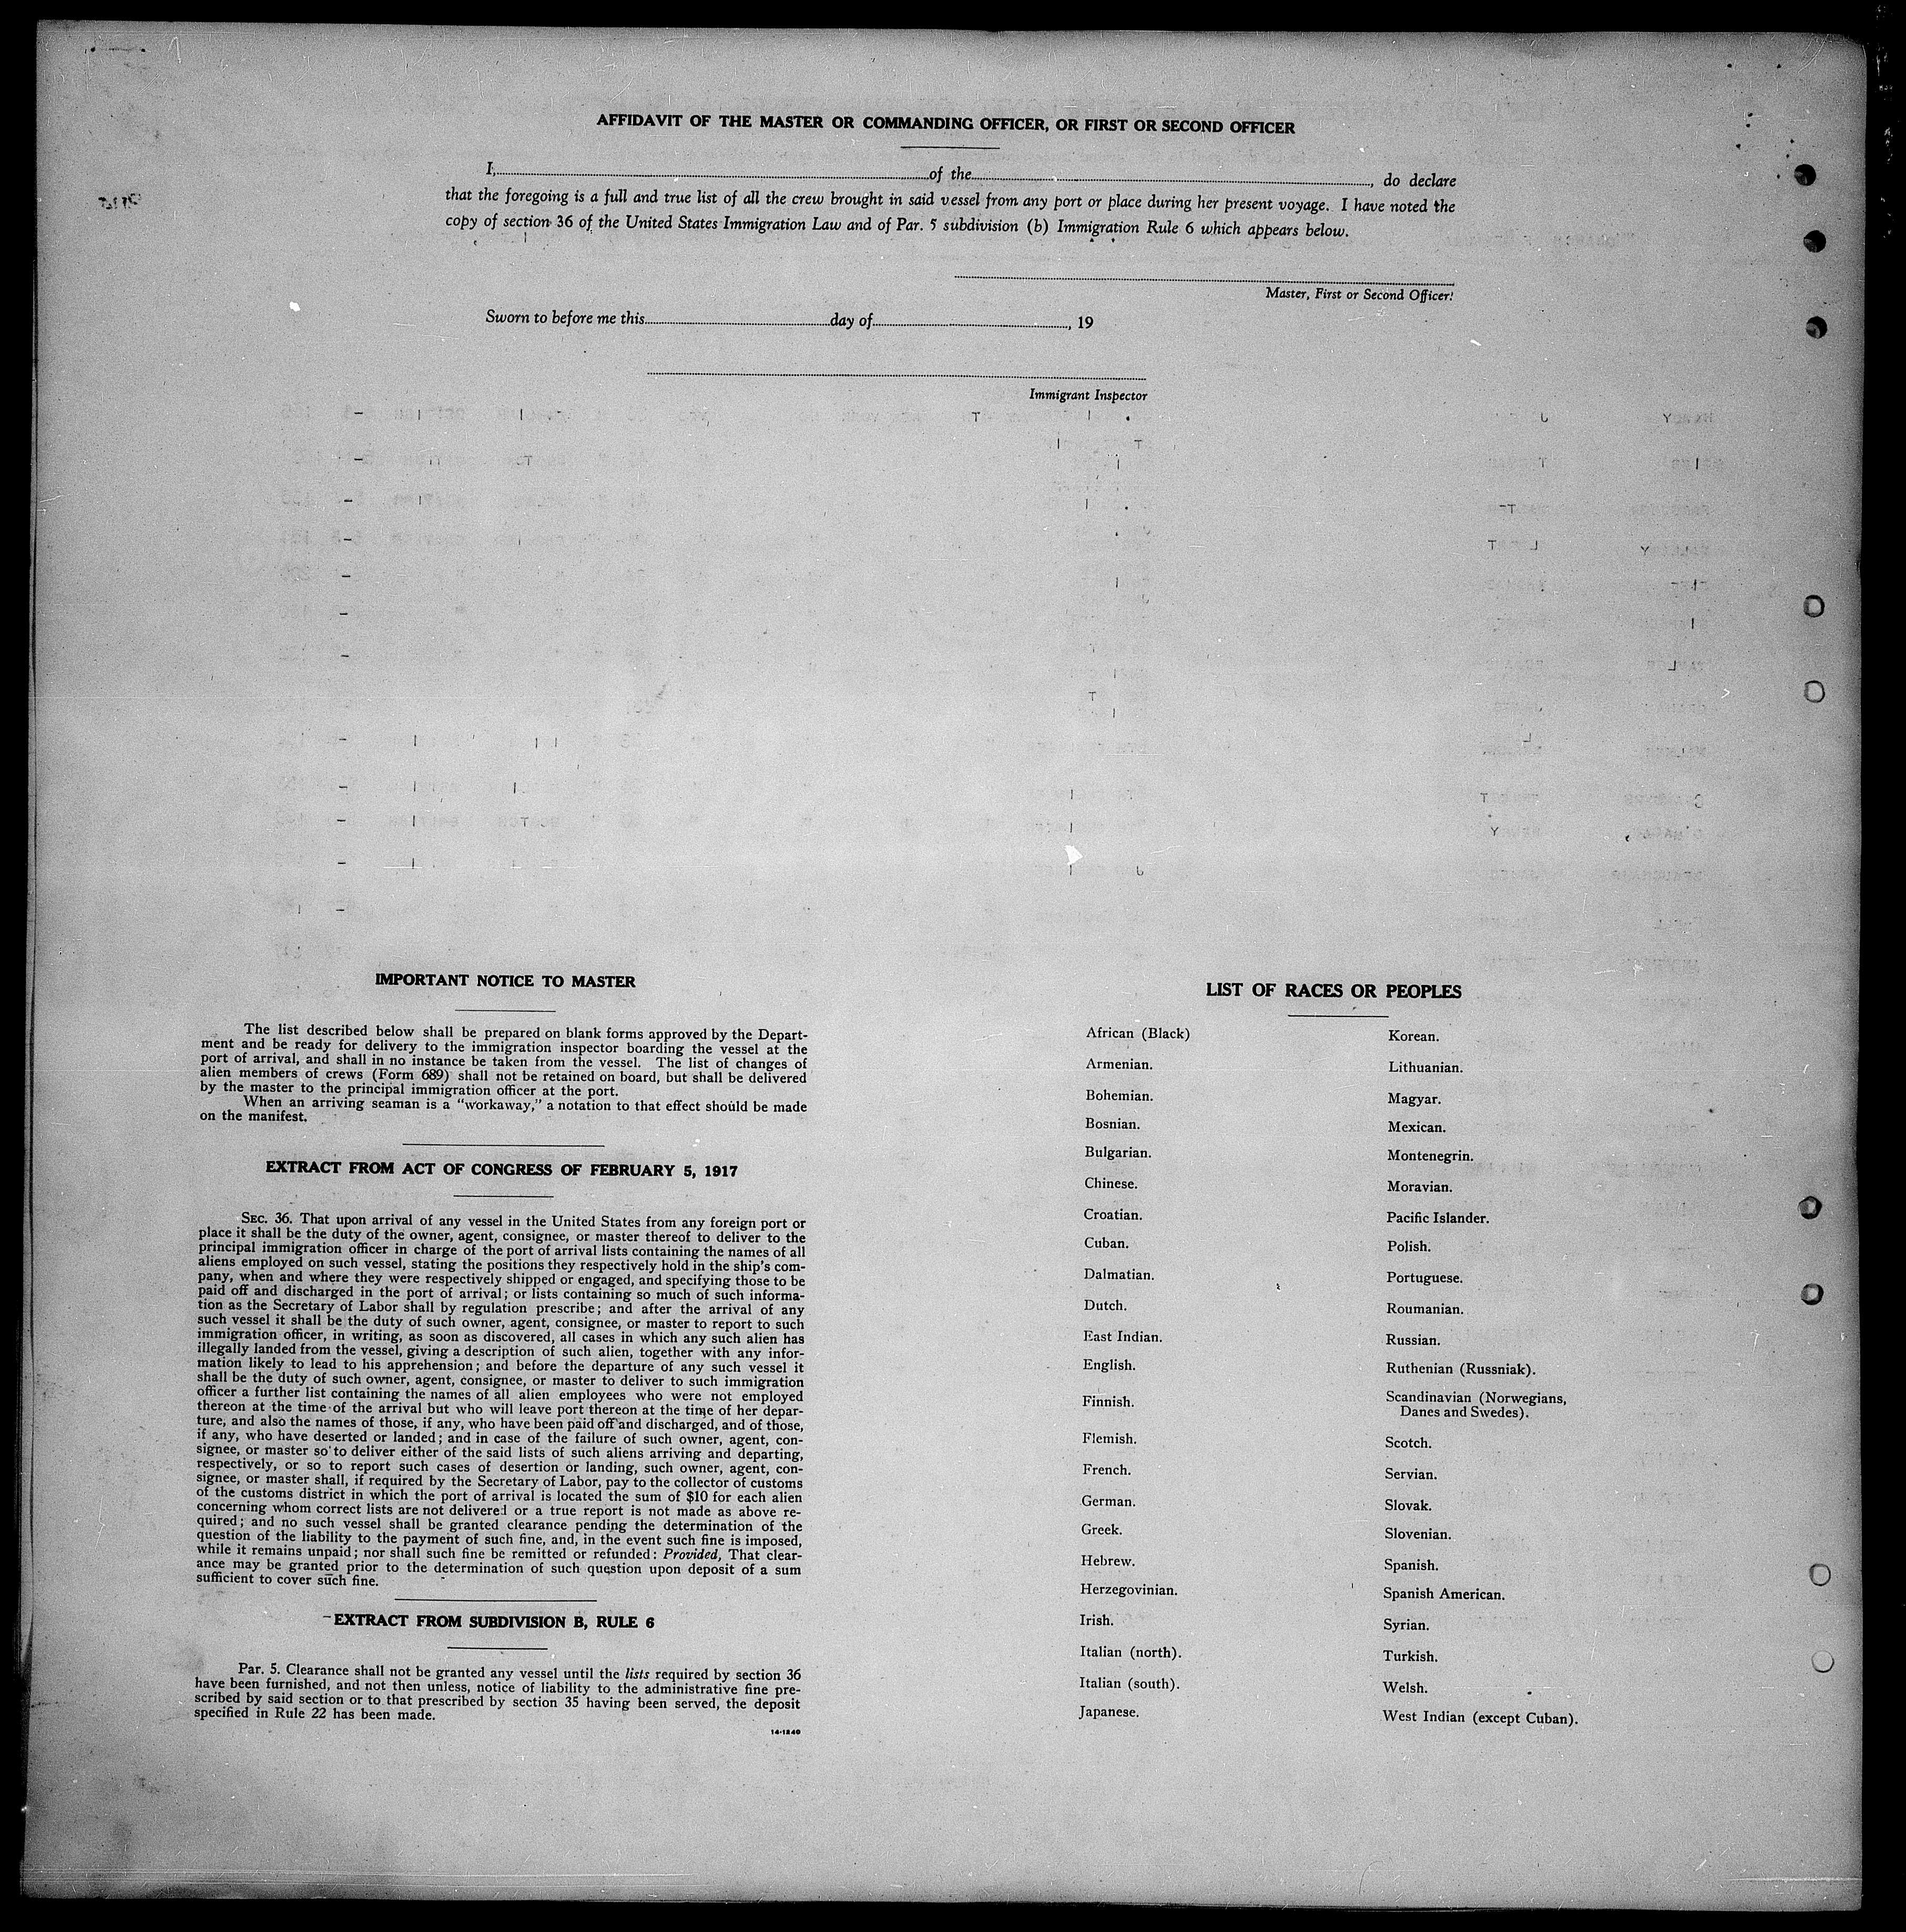 AFFIDAVIT OF THE MASTER OR COMMANDING OFFICER, OR FIRST OR SECOND OFFICER
I, of the , do declare
that the foregoing is a full and true list of all the crew brought in said vessel from any port or place during her present voyage. I have noted the
copy of section 36 of the United States Immigration Law and of Par. 5 subdivision (b) Immigration Rule 6 which appears below.
Master, First or Second Officer.
Sworn to before me this day of , 19
Immigrant Inspector
IMPORTANT NOTICE TO MASTER
The list described below shall be prepared on blank forms approved by the Depart-
ment and be ready for delivery to the immigration inspector boarding the vessel at the
port of arrival, and shall in no instance be taken from the vessel. The list of changes of
alien members of crews (Form 689) shall not be retained on board, but shall be delivered
by the master to the principal immigration officer at the port.
When an arriving seaman is a "workaway," a notation to that effect should be made
on the manifest.
EXTRACT FROM ACT OF CONGRESS OF FEBRUARY 5, 1917
SEC. 36. That upon arrival of any vessel in the United States from any foreign port or
place it shall be the duty of the owner, agent, consignee, or master thereof to deliver to the
principal immigration officer in charge of the port of arrival lists containing the names of all
aliens employed on such vessel, stating the positions they respectively hold in the ship's com-
pany, when and where they were respectively shipped or engaged, and specifying those to be
paid off and discharged in the port of arrival; or lists containing so much of such informa-
tion as the Secretary of Labor shall by regulation prescribe; and after the arrival of any
such vessel it shall be the duty of such owner, agent, consignee, or master to report to such
immigration officer, in writing, as soon as discovered, all cases in which any such alien has
illegally landed from the vessel, giving a description of such alien, together with any infor-
mation likely to lead to his apprehension; and before the departure of any such vessel it
shall be the duty of such owner, agent, consignee, or master to deliver to such immigration
officer a further list containing the names of all alien employees who were not employed
thereon at the time of the arrival but who will leave port thereon at the time of her depar-
ture, and also the names of those, if any, who have been paid off and discharged, and of those,
if any, who have deserted or landed; and in case of the failure of such owner, agent, con-
signee, or master so to deliver either of the said lists of such aliens arriving and departing,
respectively, or so to report such cases of desertion or landing, such owner, agent, con-
signee, or master shall, if required by the Secretary of Labor, pay to the collector of customs
of the customs district in which the port of arrival is located the sum of $10 for each alien
concerning whom correct lists are not delivered or a true report is not made as above re-
quired; and no such vessel shall be granted clearance pending the determination of the
question of the liability to the payment of such fine, and, in the event such fine is imposed,
while it remains unpaid; nor shall such fine be remitted or refunded: Provided, That clear-
ance may be granted prior to the determination of such question upon deposit of a sum
sufficient to cover such fine.
EXTRACT FROM SUBDIVISION B, RULE 6
Par. 5. Clearance shall not be granted any vessel until the lists required by section 36
have been furnished, and not then unless, notice of liability to the administrative fine pre-
scribed by said section or to that prescribed by section 35 having been served, the deposit
specified in Rule 22 has been made.
14-1240
LIST OF RACES OR PEOPLES
African (Black)
Armenian.
Bohemian.
Bosnian.
Bulgarian.
Chinese.
Croatian.
Cuban.
Dalmatian.
Dutch.
East Indian.
English.
Finnish.
Flemish.
French.
German.
Greek.
Hebrew.
Herzegovinian.
Irish.
Italian (north).
Italian (south).
Japanese.
Korean.
Lithuanian.
Magyar.
Mexican.
Montenegrin.
Moravian.
Pacific Islander.
Polish.
Portuguese.
Roumanian.
Russian.
Ruthenian (Russniak).
Scandinavian (Norwegians,
Danes and Swedes).
Scotch.
Servian.
Slovak.
Slovenian.
Spanish.
Spanish American.
Syrian.
Turkish.
Welsh.
West Indian (except Cuban).